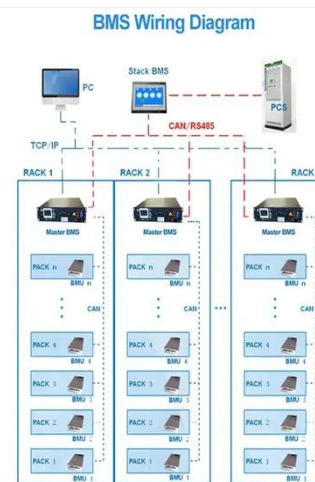 BMS Wiring Diagram
PC
Stack BMS
PCS
CAN/RS485
TCP/IP
RACK 1
RACK 2
RACK
Master BMS
Master BMS
Master BMS
PACK n
BMU n
PACK n
BMU n
PACK n
BMU n
CAN
CAN
CAN
PACK 4
BMU 4
PACK 4
BMU 4
PACK 4
BMU 4
PACK 3
BMU 3
PACK 3
BMU 3
PACK 3
BMU 3
PACK 2
BMU 2
PACK 2
BMU 2
PACK 2
BMU 2
PACK 1
BMU 1
PACK 1
BMU 1
PACK 1
BMU 1